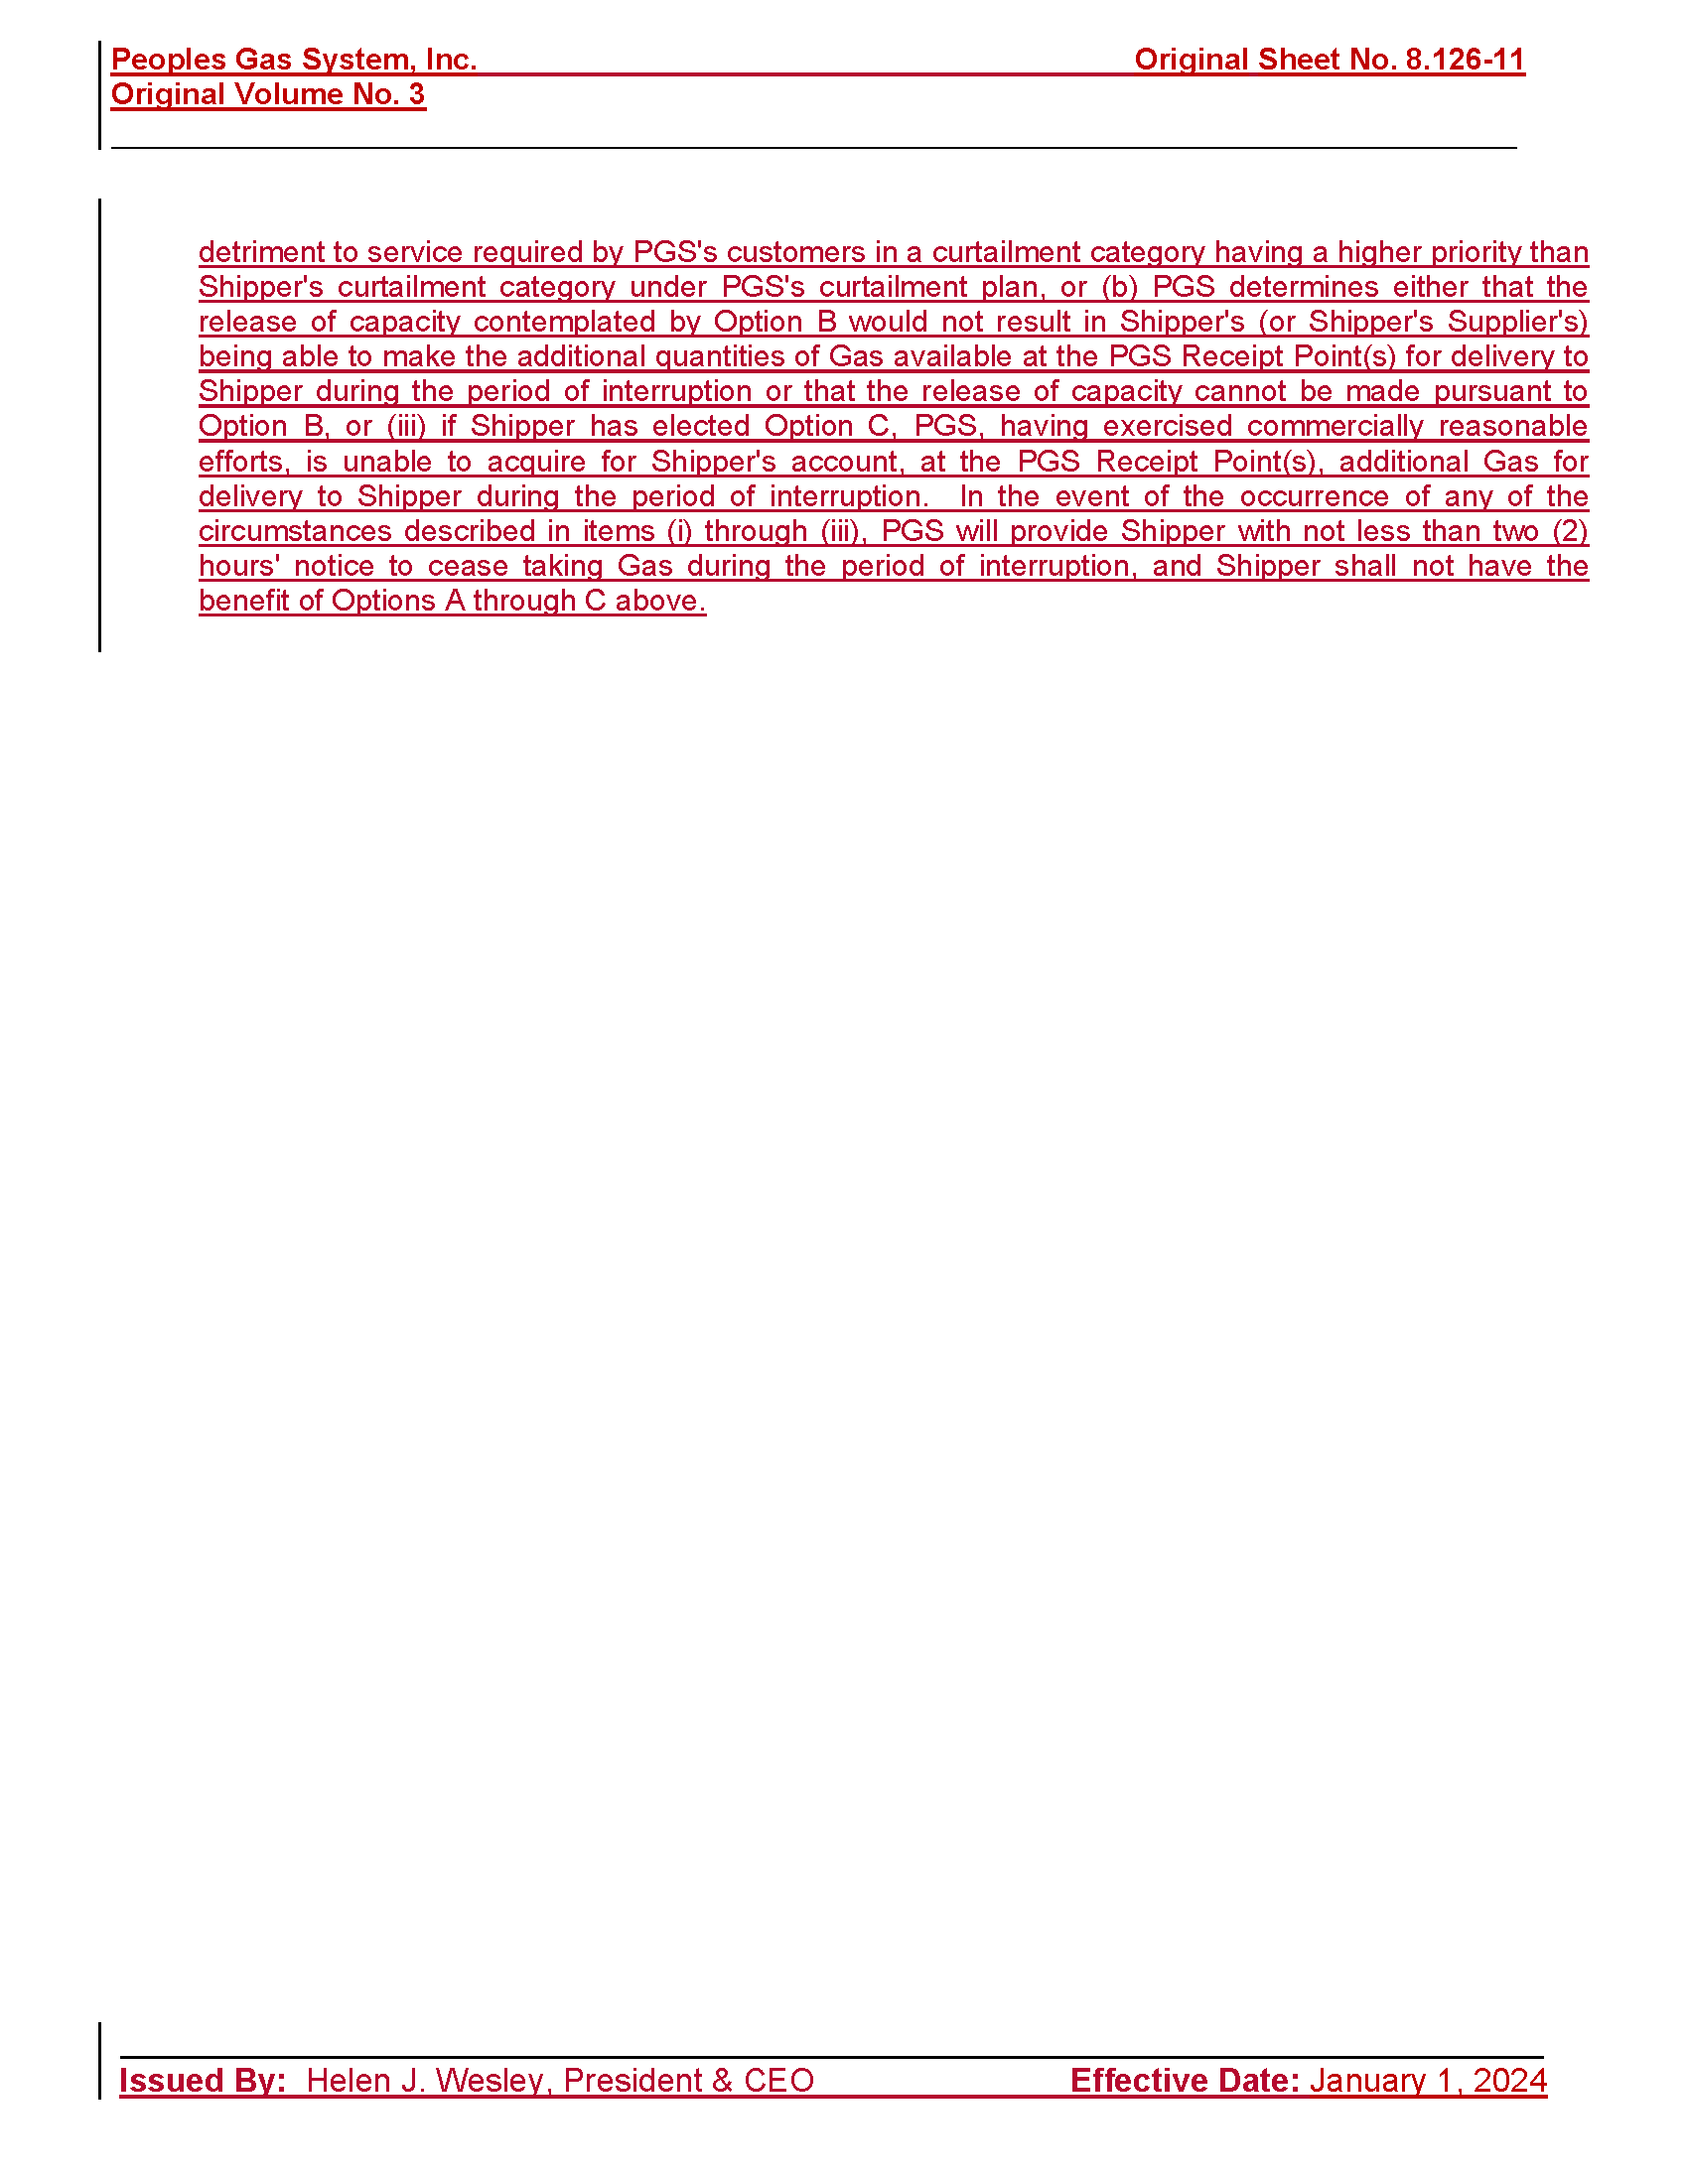 Peoples Gas System, Inc. Original Sheet No. 8.126-11
Original Volume No. 3
detriment to service required by PGS's customers in a curtailment category having a higher priority than
Shipper's curtailment category under PGS's curtailment plan, or (b) PGS determines either that the
release of capacity contemplated by Option B would not result in Shipper's (or Shipper's Supplier's)
being able to make the additional quantities of Gas available at the PGS Receipt Point(s) for delivery to
Shipper during the period of interruption or that the release of capacity cannot be made pursuant to
Option B, or (iii) if Shipper has elected Option C, PGS, having exercised commercially reasonable
efforts, is unable to acquire for Shipper's account, at the PGS Receipt Point(s), additional Gas for
delivery to Shipper during the period of interruption. In the event of the occurrence of any of the
circumstances described in items (i) through (iii), PGS will provide Shipper with not less than two (2)
hours' notice to cease taking Gas during the period of interruption, and Shipper shall not have the
benefit of Options A through C above.
Issued By: Helen J. Wesley, President & CEO Effective Date: January 1, 2024